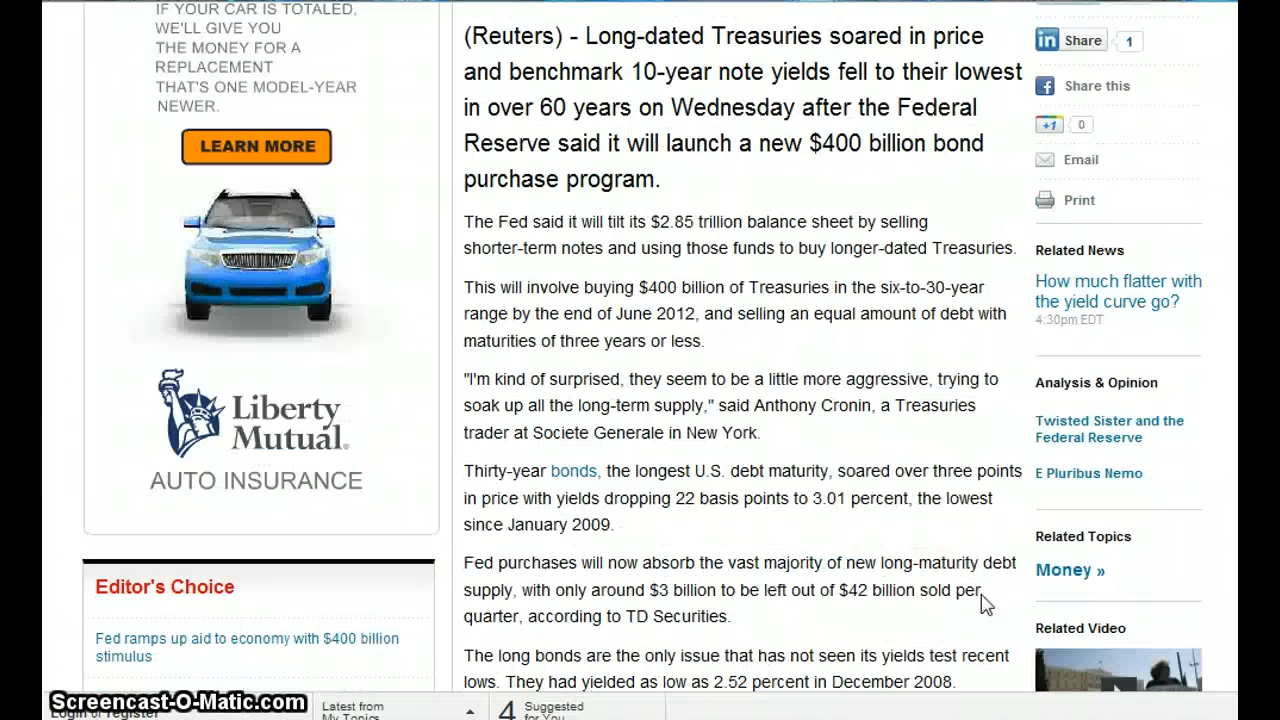 IF YOUR CAR IS TOTALED,
WE'LL GIVE YOU
THE MONEY FOR A
REPLACEMENT
THAT'S ONE MODEL-YEAR
NEWER.
LEARN MORE
Liberty
Mutual.
AUTO INSURANCE
Editor's Choice
Fed ramps up aid to economy with $400 billion
stimulus
(Reuters) - Long-dated Treasuries soared in price
and benchmark 10-year note yields fell to their lowest
in over 60 years on Wednesday after the Federal
Reserve said it will launch a new $400 billion bond
purchase program.
The Fed said it will tilt its $2.85 trillion balance sheet by selling
shorter-term notes and using those funds to buy longer-dated Treasuries.
This will involve buying $400 billion of Treasuries in the six-to-30-year
range by the end of June 2012, and selling an equal amount of debt with
maturities of three years or less.
"I'm kind of surprised, they seem to be a little more aggressive, trying to
soak up all the long-term supply," said Anthony Cronin, a Treasuries
trader at Societe Generale in New York.
Thirty-year bonds, the longest U.S. debt maturity, soared over three points
in price with yields dropping 22 basis points to 3.01 percent, the lowest
since January 2009.
Fed purchases will now absorb the vast majority of new long-maturity debt
supply, with only around $3 billion to be left out of $42 billion sold per
quarter, according to TD Securities.
The long bonds are the only issue that has not seen its yields test recent
lows. They had yielded as low as 2.52 percent in December 2008.
in Share 1
f Share this
+1 0
Email
Print
Related News
How much flatter with
the yield curve go?
4:30pm EDT
Analysis & Opinion
Twisted Sister and the
Federal Reserve
E Pluribus Nemo
Related Topics
Money »
Related Video
Screencast-O-Matic.com
Login or register
Latest from
My Topics
4 Suggested
for You